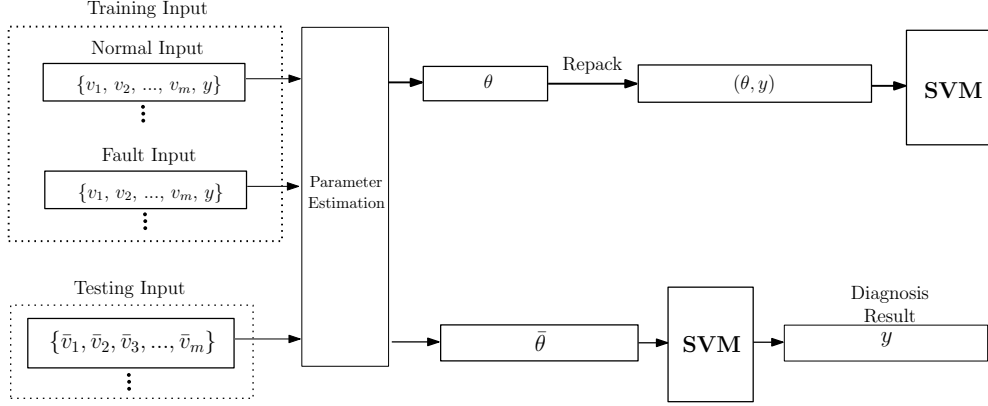 Training Input
Normal Input
{v₁, v₂, ..., vₘ, y}
Fault Input
{v₁, v₂, ..., vₘ, y}
Parameter
Estimation
θ
Repack
(θ, y)
SVM
Testing Input
{v̄₁, v̄₂, v̄₃, ..., v̄ₘ}
θ̄
SVM
Diagnosis
Result
y